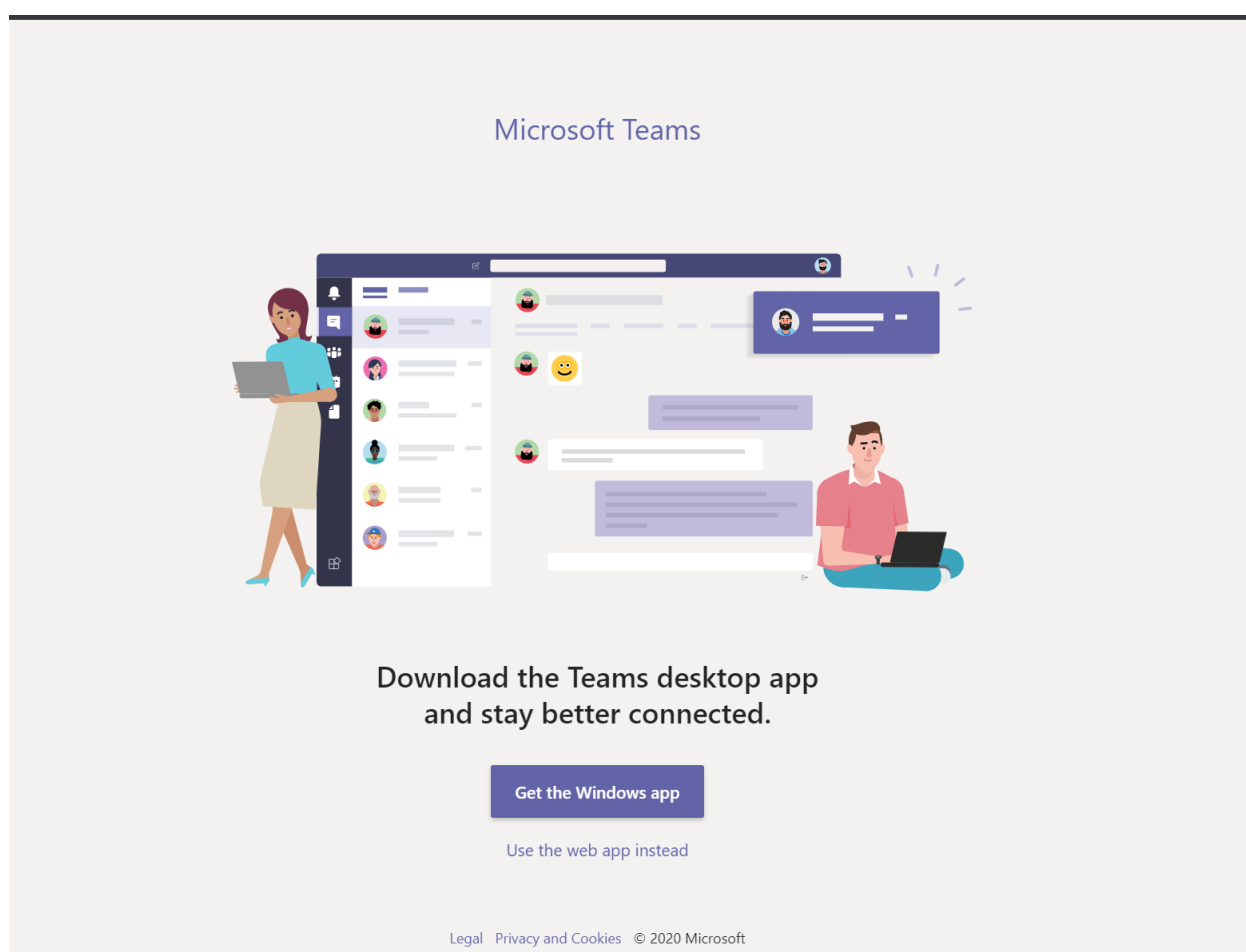 Microsoft Teams
Download the Teams desktop app
and stay better connected.
Get the Windows app
Use the web app instead
Legal Privacy and Cookies © 2020 Microsoft